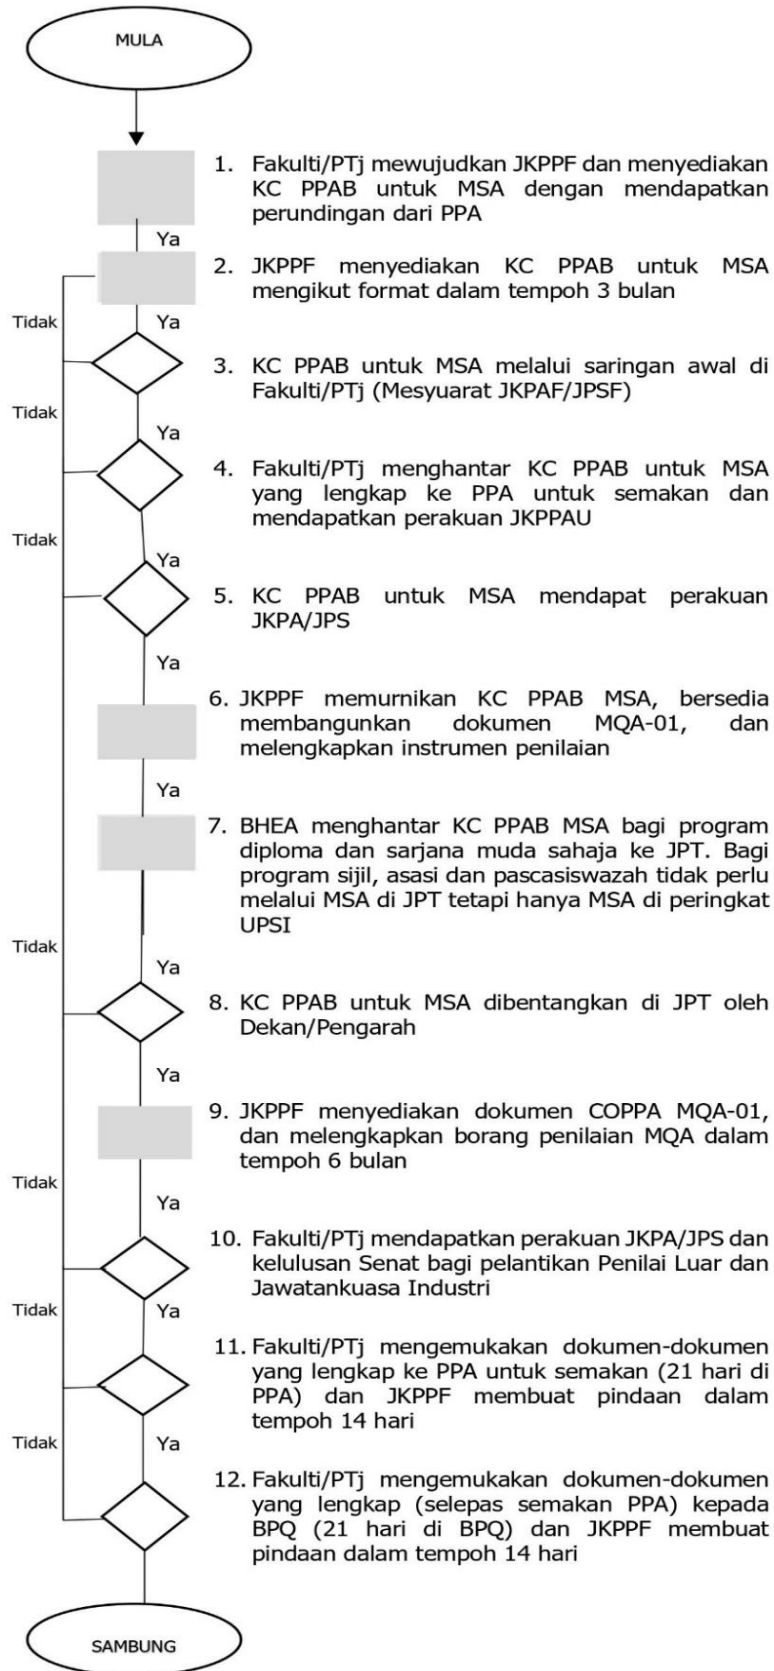 MULA
1. Fakulti/PTj mewujudkan JKPPF dan menyediakan
KC PPAB untuk MSA dengan mendapatkan
perundingan dari PPA
Ya
2. JKPPF menyediakan KC PPAB untuk MSA
mengikut format dalam tempoh 3 bulan
Tidak
Ya
3. KC PPAB untuk MSA melalui saringan awal di
Fakulti/PTj (Mesyuarat JKPAF/JPSF)
Tidak
Ya
4. Fakulti/PTj menghantar KC PPAB untuk MSA
yang lengkap ke PPA untuk semakan dan
mendapatkan perakuan JKPPAU
Tidak
Ya
5. KC PPAB untuk MSA mendapat perakuan
JKPA/JPS
Ya
6. JKPPF memurnikan KC PPAB MSA, bersedia
membangunkan dokumen MQA-01, dan
melengkapkan instrumen penilaian
Ya
7. BHEA menghantar KC PPAB MSA bagi program
diploma dan sarjana muda sahaja ke JPT. Bagi
program sijil, asasi dan pascasiswazah tidak perlu
melalui MSA di JPT tetapi hanya MSA di peringkat
UPSI
Tidak
Ya
8. KC PPAB untuk MSA dibentangkan di JPT oleh
Dekan/Pengarah
Ya
9. JKPPF menyediakan dokumen COPPA MQA-01,
dan melengkapkan borang penilaian MQA dalam
tempoh 6 bulan
Tidak
Ya
10. Fakulti/PTj mendapatkan perakuan JKPA/JPS dan
kelulusan Senat bagi pelantikan Penilai Luar dan
Jawatankuasa Industri
Tidak
Ya
11. Fakulti/PTj mengemukakan dokumen-dokumen
yang lengkap ke PPA untuk semakan (21 hari di
PPA) dan JKPPF membuat pindaan dalam
tempoh 14 hari
Tidak
Ya
12. Fakulti/PTj mengemukakan dokumen-dokumen
yang lengkap (selepas semakan PPA) kepada
BPQ (21 hari di BPQ) dan JKPPF membuat
pindaan dalam tempoh 14 hari
SAMBUNG